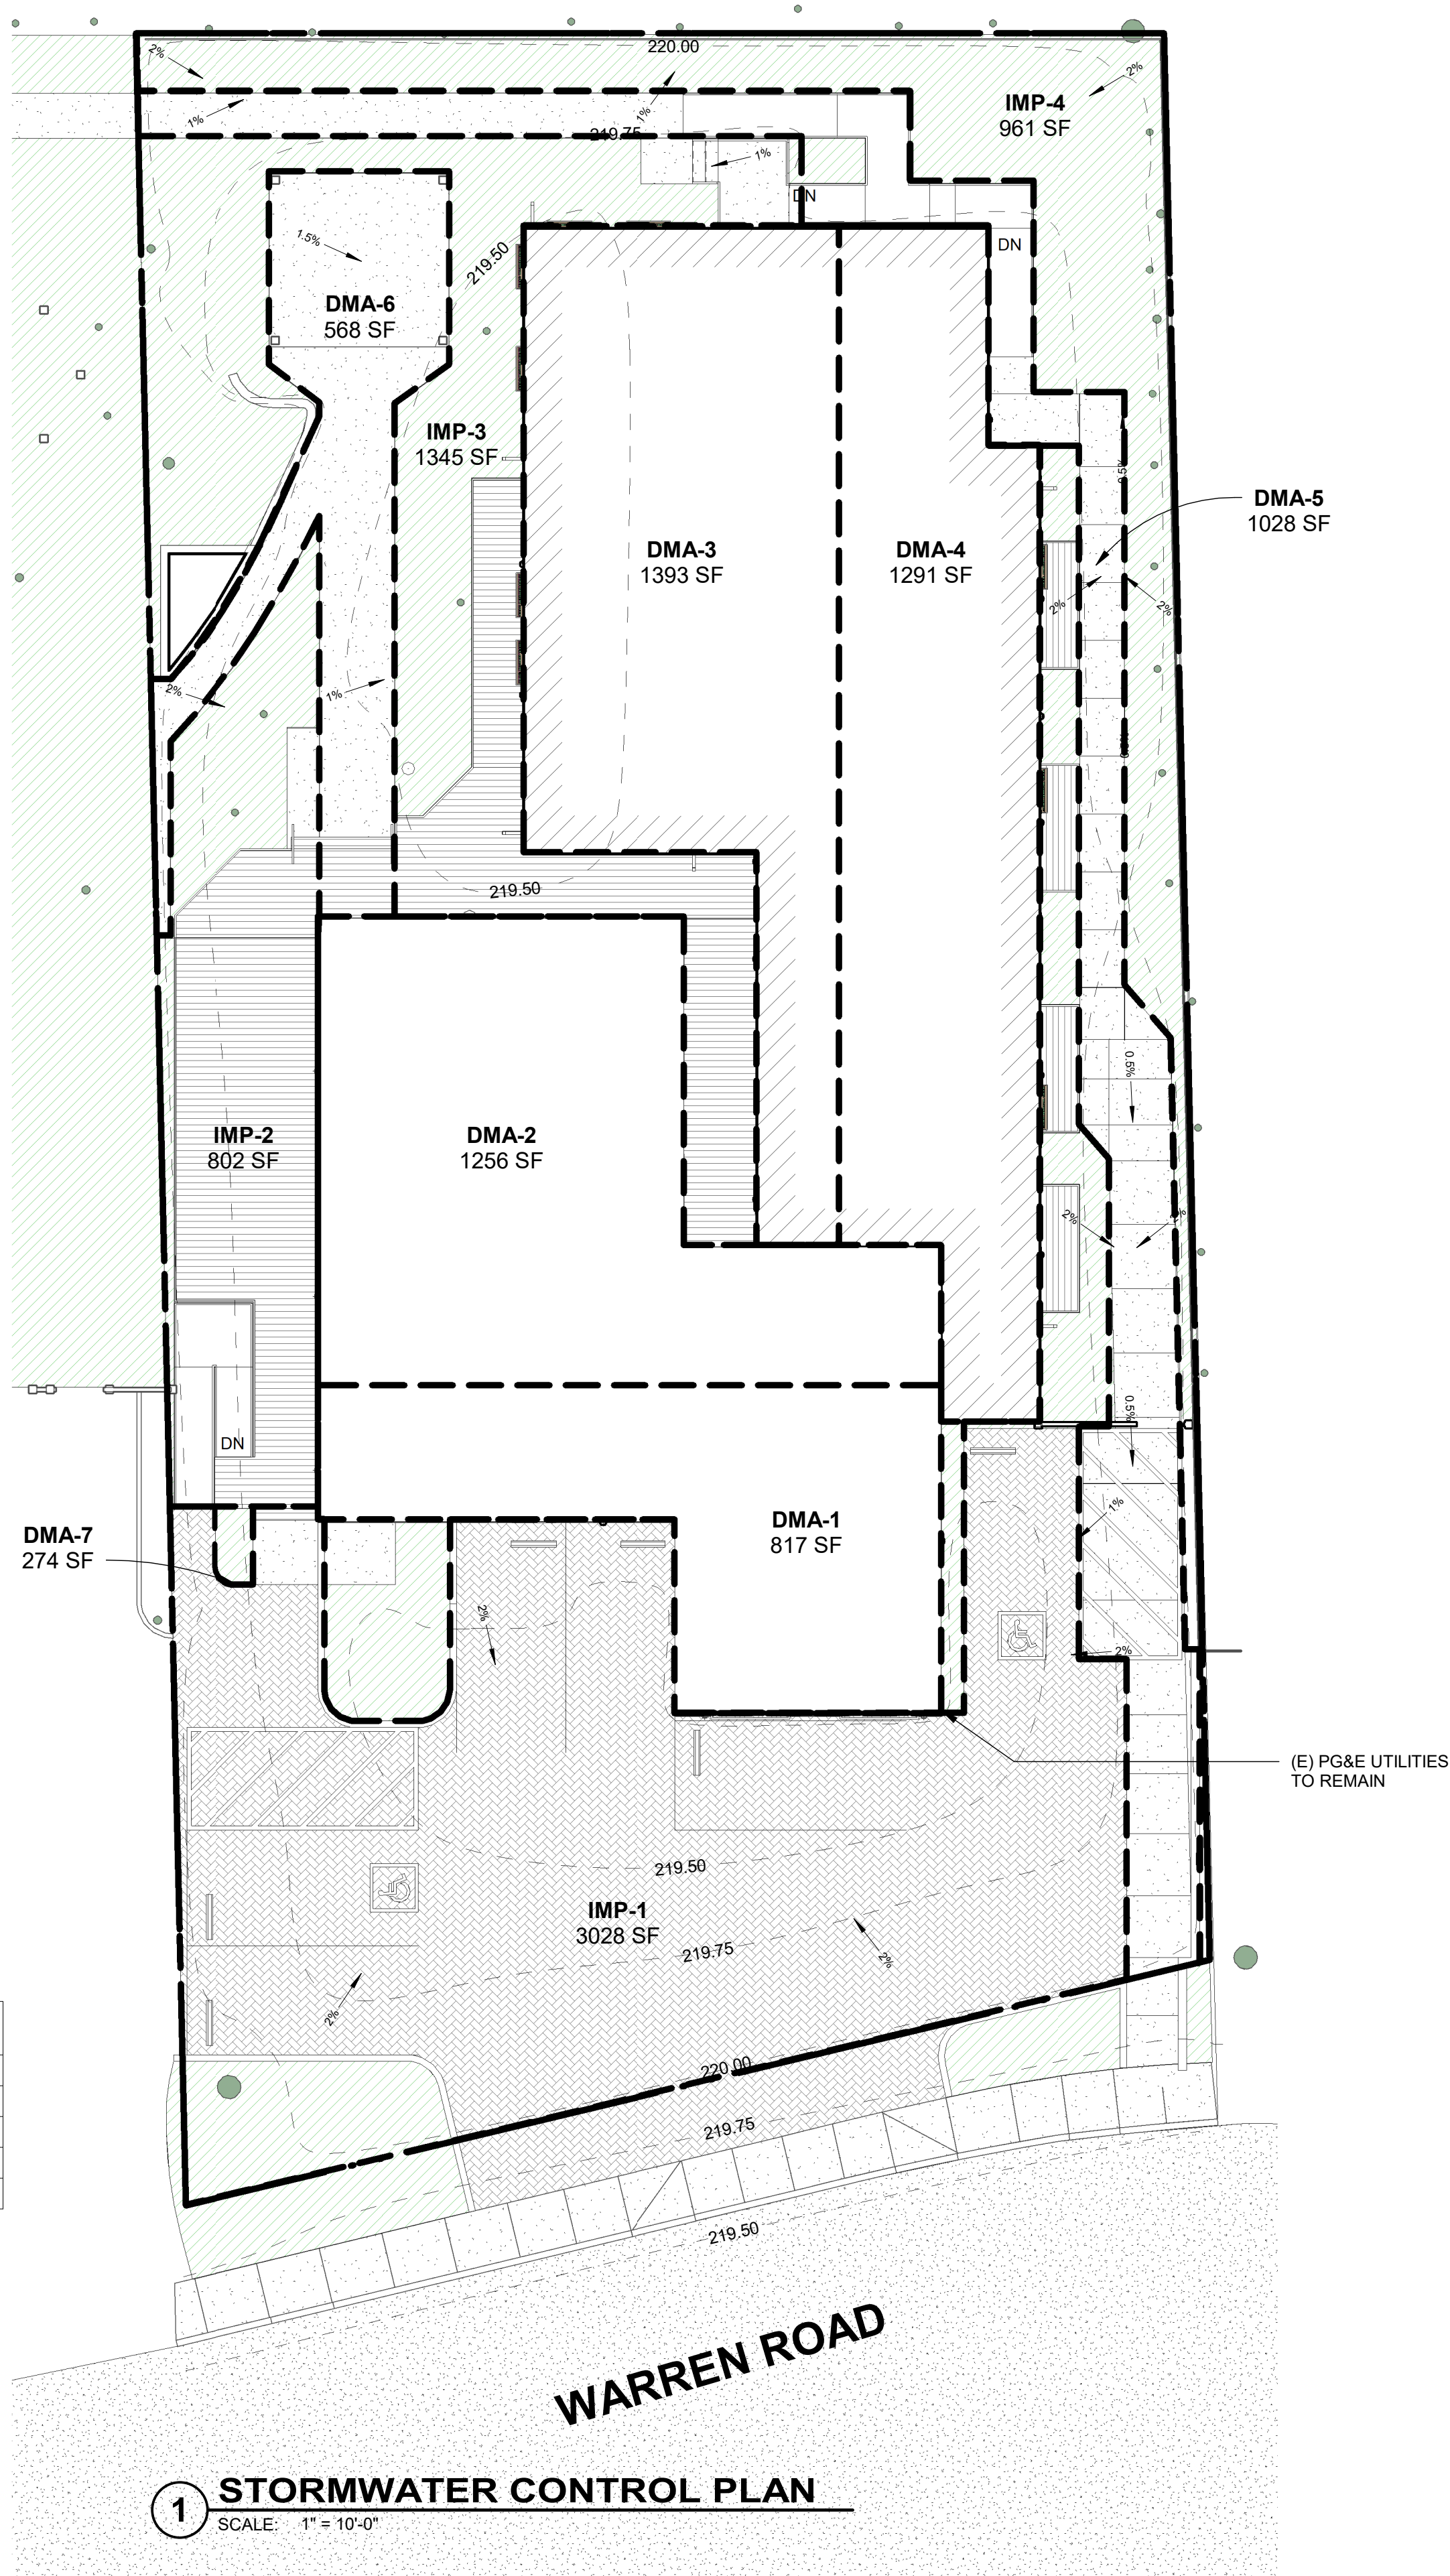 220.00
2%
2%
IMP-4
961 SF
1%
1%
219.75
1%
DN
DN
1.5%
219.50
DMA-6
568 SF
IMP-3
1345 SF
DMA-5
1028 SF
DMA-3
1393 SF
DMA-4
1291 SF
2%
2%
2%
1%
219.50
0.5%
IMP-2
802 SF
DMA-2
1256 SF
2%
0.5%
DN
1%
DMA-7
274 SF
DMA-1
817 SF
2%
2%
(E) PG&E UTILITIES
TO REMAIN
219.50
IMP-1
3028 SF
219.75
2%
2%
220.00
219.75
219.50
WARREN ROAD
1
STORMWATER CONTROL PLAN
SCALE: 1" = 10'-0"